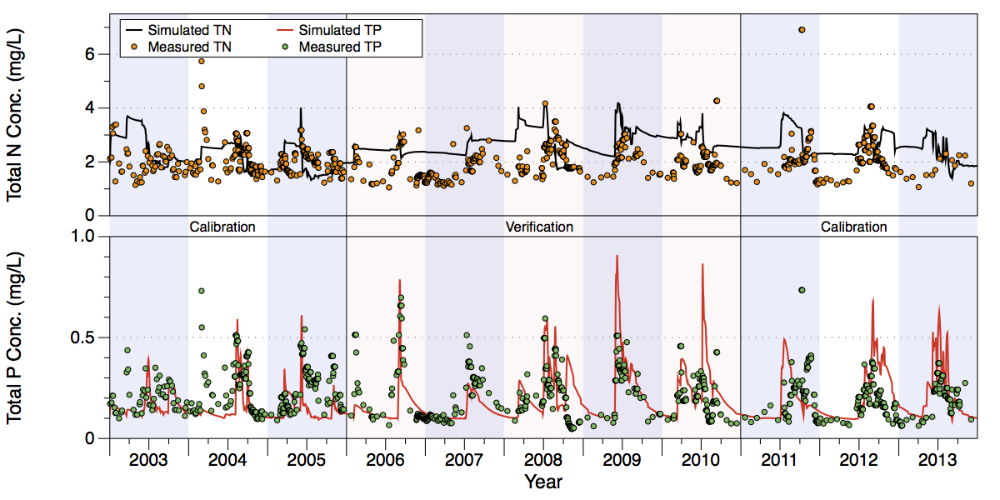 Total N Conc. (mg/L)
Simulated TN
Simulated TP
Measured TN
Measured TP
6
4
2
0
Calibration
Verification
Calibration
Total P Conc. (mg/L)
1.0
0.5
0
2003 2004 2005 2006 2007 2008 2009 2010 2011 2012 2013
Year